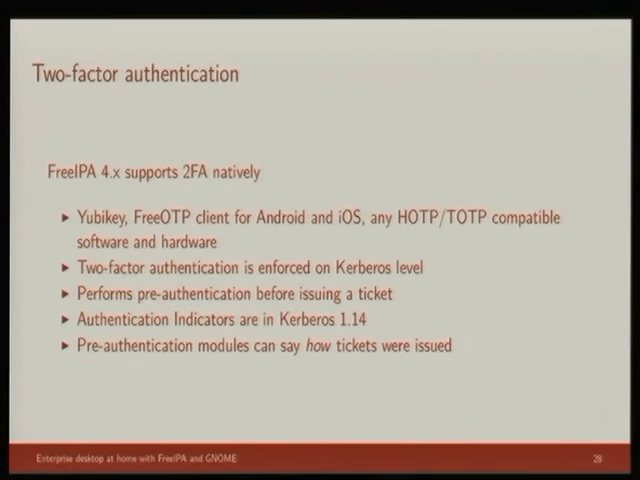 Two-factor authentication
FreeIPA 4.x supports 2FA natively
▶ Yubikey, FreeOTP client for Android and iOS, any HOTP/TOTP compatible
software and hardware
▶ Two-factor authentication is enforced on Kerberos level
▶ Performs pre-authentication before issuing a ticket
▶ Authentication Indicators are in Kerberos 1.14
▶ Pre-authentication modules can say how tickets were issued
Enterprise desktop at home with FreeIPA and GNOME
28